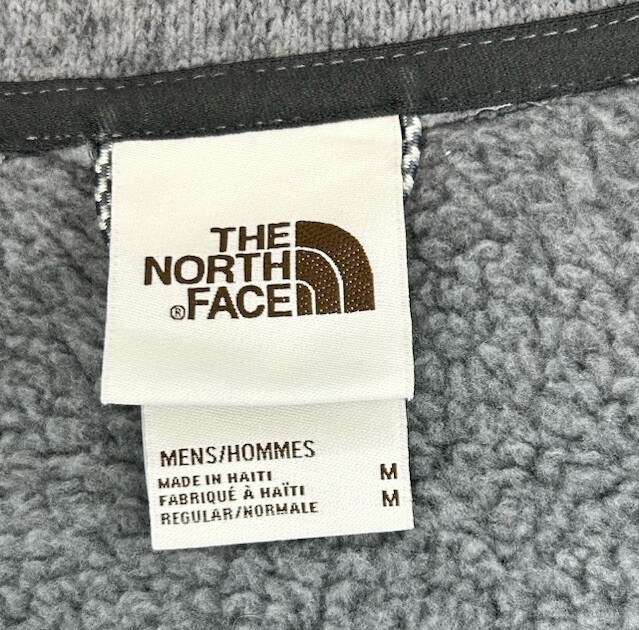 THE
NORTH
®FACE
MENS/HOMMES
MADE IN HAITI M
FABRIQUÉ À HAÏTI M
REGULAR/NORMALE